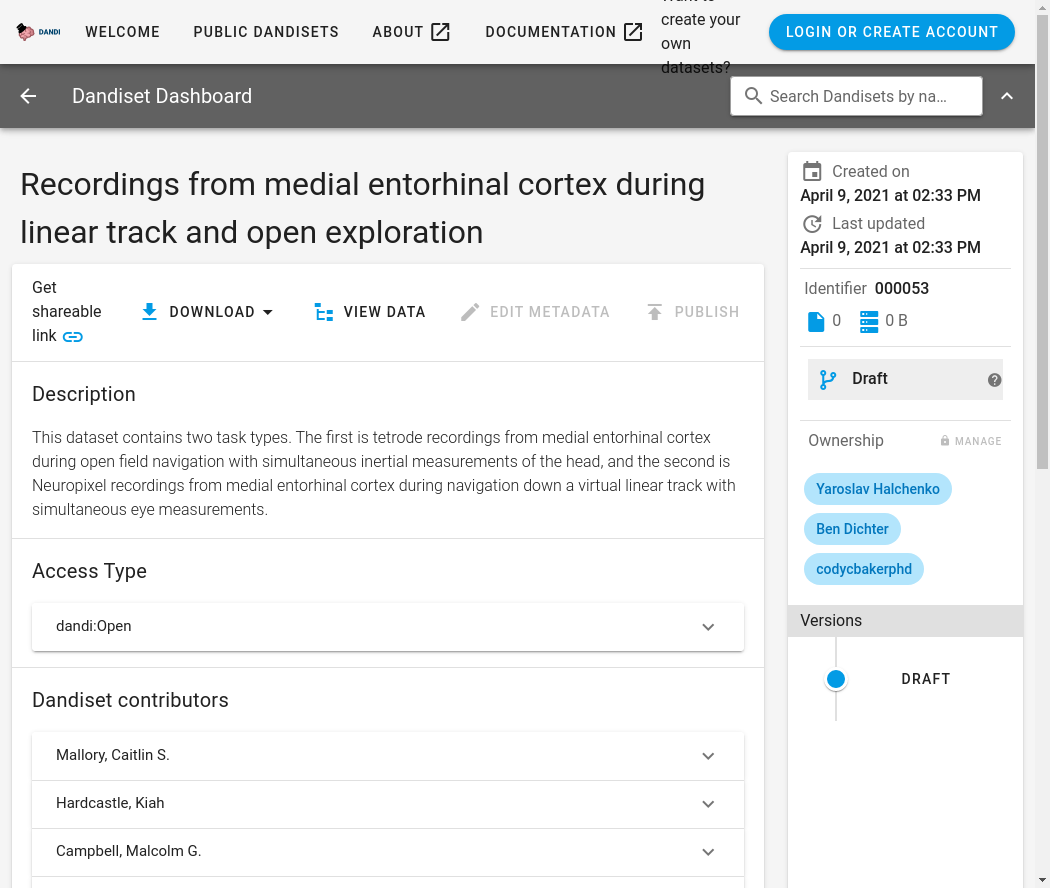 DANDI
WELCOME
PUBLIC DANDISETS
ABOUT
DOCUMENTATION
create your
own
datasets?
LOGIN OR CREATE ACCOUNT
Dandiset Dashboard
Search Dandisets by na…
Recordings from medial entorhinal cortex during
linear track and open exploration
Get
shareable
link
DOWNLOAD
VIEW DATA
EDIT METADATA
PUBLISH
Description
This dataset contains two task types. The first is tetrode recordings from medial entorhinal cortex
during open field navigation with simultaneous inertial measurements of the head, and the second is
Neuropixel recordings from medial entorhinal cortex during navigation down a virtual linear track with
simultaneous eye measurements.
Access Type
dandi:Open
Dandiset contributors
Mallory, Caitlin S.
Hardcastle, Kiah
Campbell, Malcolm G.
Created on
April 9, 2021 at 02:33 PM
Last updated
April 9, 2021 at 02:33 PM
Identifier 000053
0
0 B
Draft
Ownership
MANAGE
Yaroslav Halchenko
Ben Dichter
codycbakerphd
Versions
DRAFT